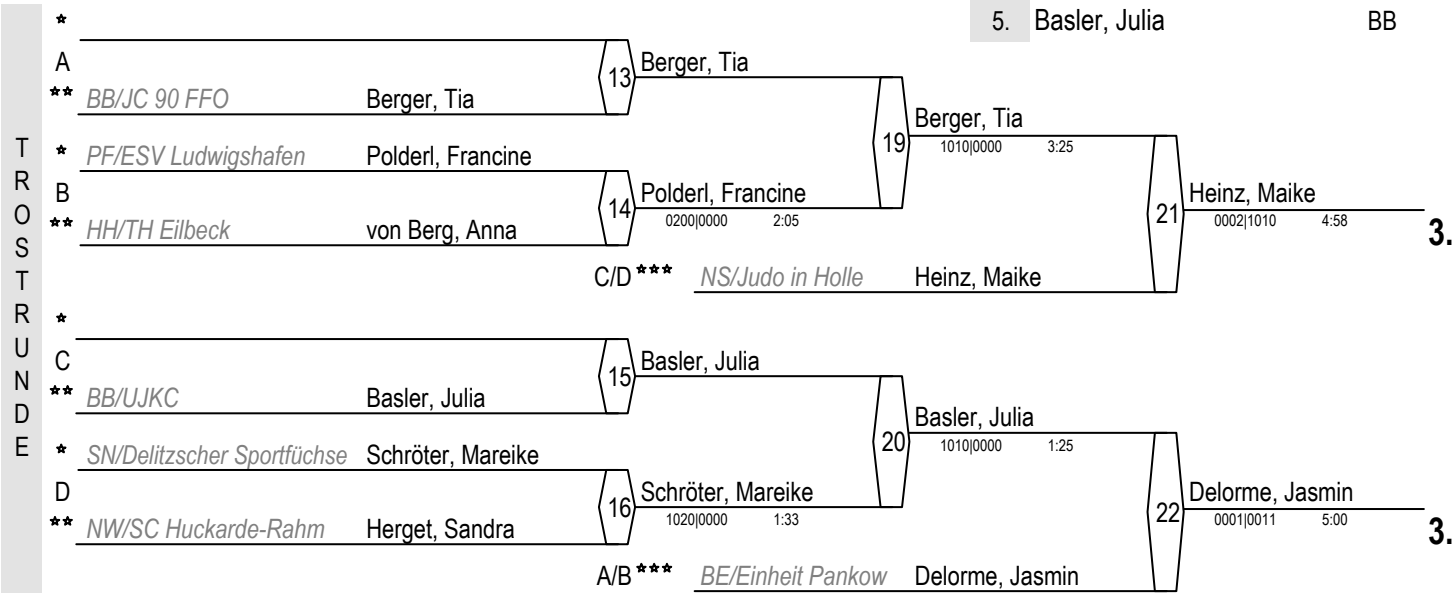 5. Basler, Julia BB
TROSTRUNDE
*
A
13 Berger, Tia
** BB/JC 90 FFO Berger, Tia
19 Berger, Tia
1010|0000 3:25
* PF/ESV Ludwigshafen Polderl, Francine
B
14 Polderl, Francine
0200|0000 2:05
** HH/TH Eilbeck von Berg, Anna
21 Heinz, Maike
0002|1010 4:58
3.
C/D *** NS/Judo in Holle Heinz, Maike
*
C
15 Basler, Julia
** BB/UJKC Basler, Julia
20 Basler, Julia
1010|0000 1:25
* SN/Delitzscher Sportfüchse Schröter, Mareike
D
16 Schröter, Mareike
1020|0000 1:33
** NW/SC Huckarde-Rahm Herget, Sandra
22 Delorme, Jasmin
0001|0011 5:00
3.
A/B *** BE/Einheit Pankow Delorme, Jasmin